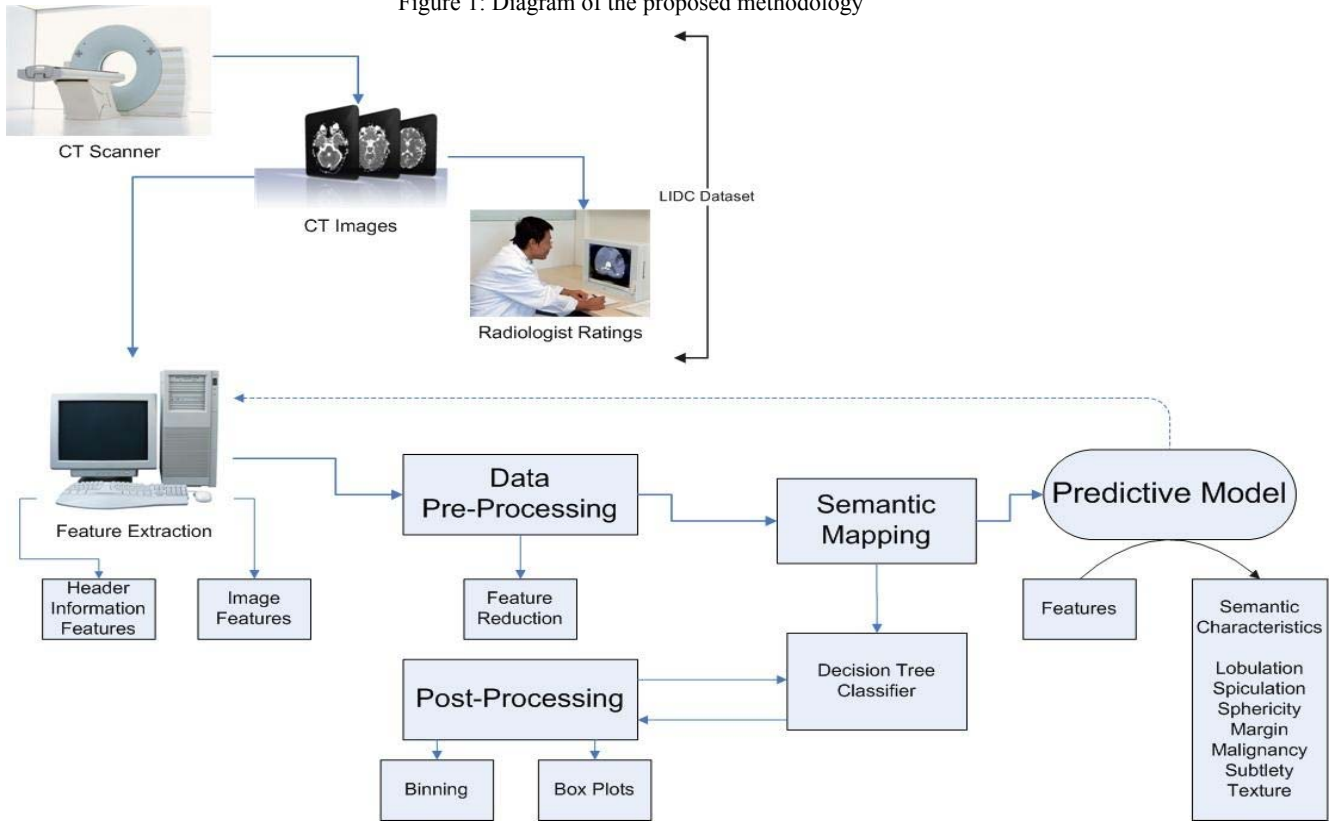 Figure 1: Diagram of the proposed methodology
CT Scanner
CT Images
LIDC Dataset
Radiologist Ratings
Feature Extraction
Data
Pre-Processing
Semantic
Mapping
Predictive Model
Header
Information
Features
Image
Features
Feature
Reduction
Features
Semantic
Characteristics
Lobulation
Spiculation
Sphericity
Margin
Malignancy
Subtlety
Texture
Decision Tree
Classifier
Post-Processing
Binning
Box Plots